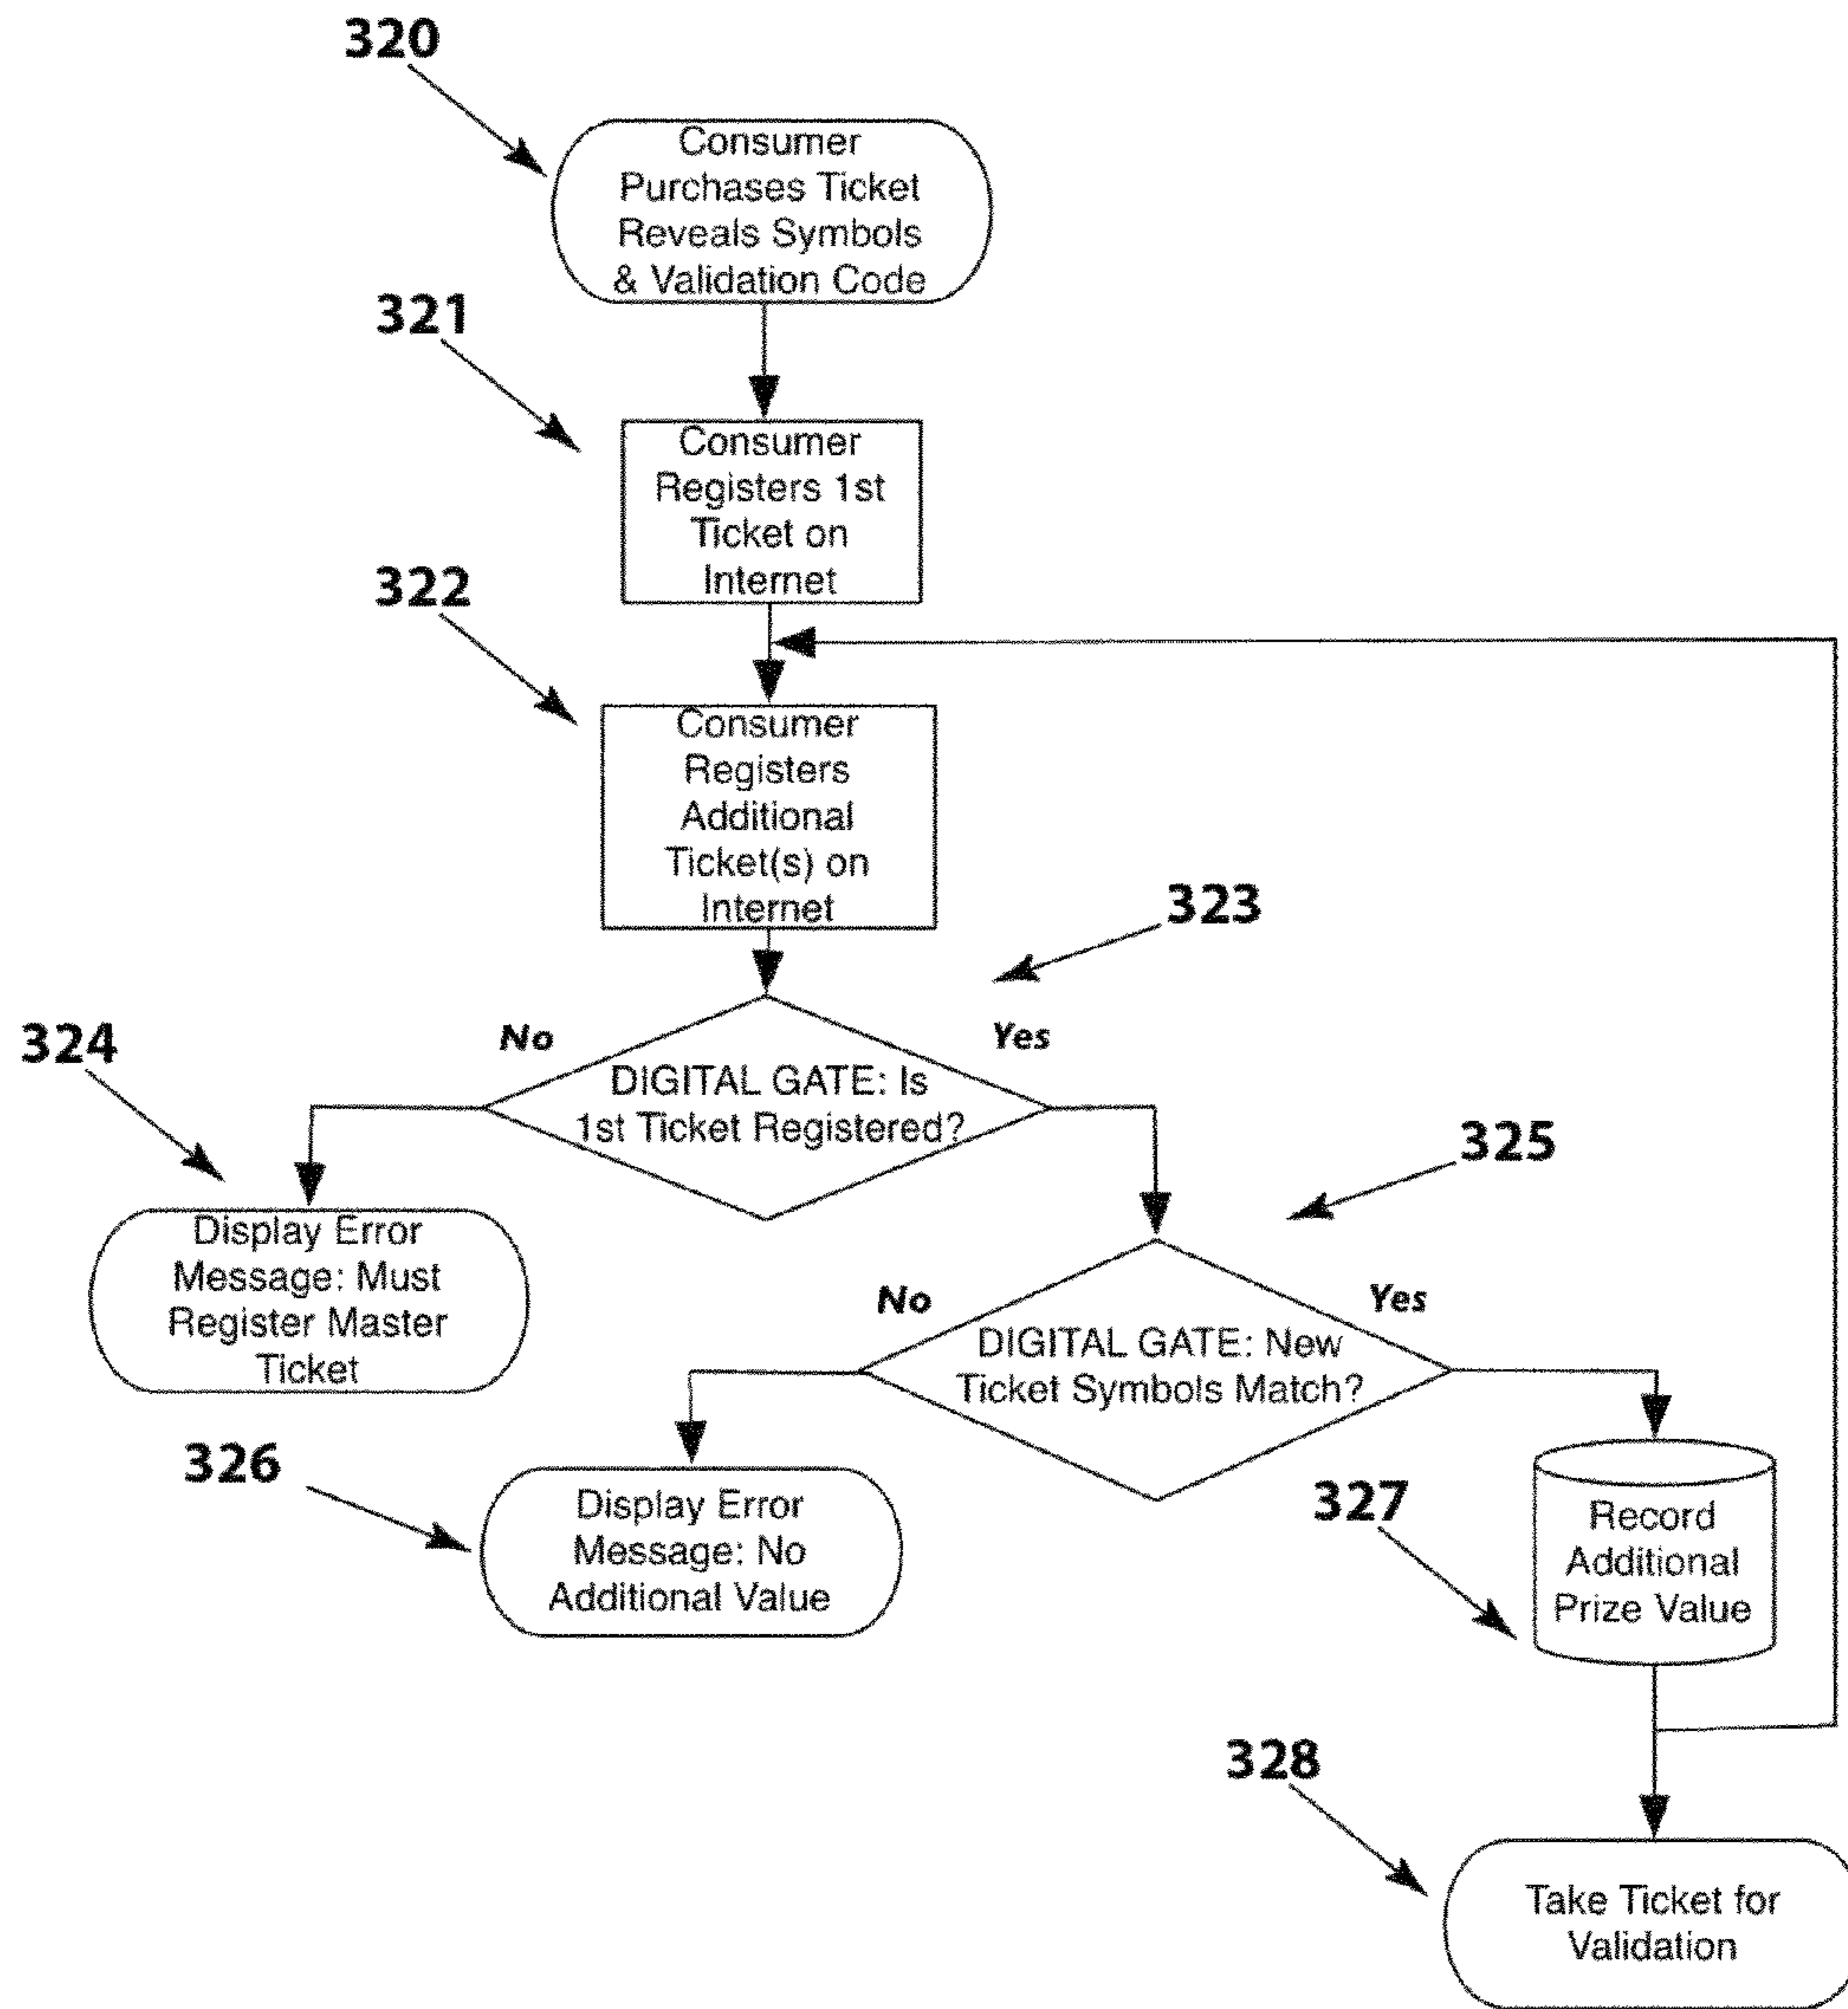 320
Consumer
Purchases Ticket
Reveals Symbols
& Validation Code
321
Consumer
Registers 1st
Ticket on
Internet
322
Consumer
Registers
Additional
Ticket(s) on
Internet
323
No
Yes
DIGITAL GATE: Is
1st Ticket Registered?
324
Display Error
Message: Must
Register Master
Ticket
325
No
Yes
DIGITAL GATE: New
Ticket Symbols Match?
326
Display Error
Message: No
Additional Value
327
Record
Additional
Prize Value
328
Take Ticket for
Validation